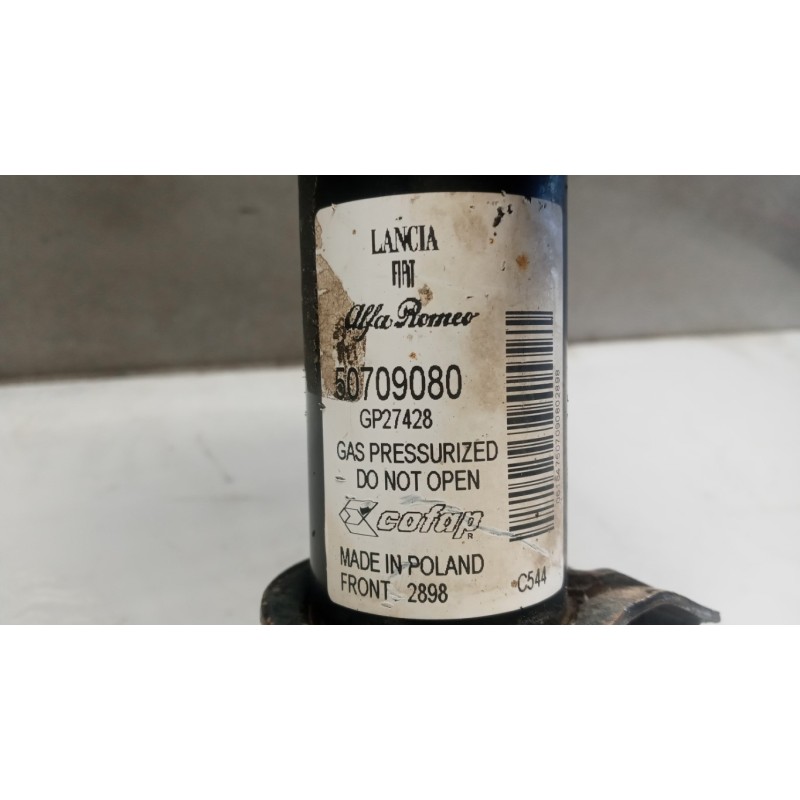 LANCIA
FIAT
Alfa Romeo
50709080
GP27428
GAS PRESSURIZED
DO NOT OPEN
cofap
R
MADE IN POLAND
FRONT 2898
C544